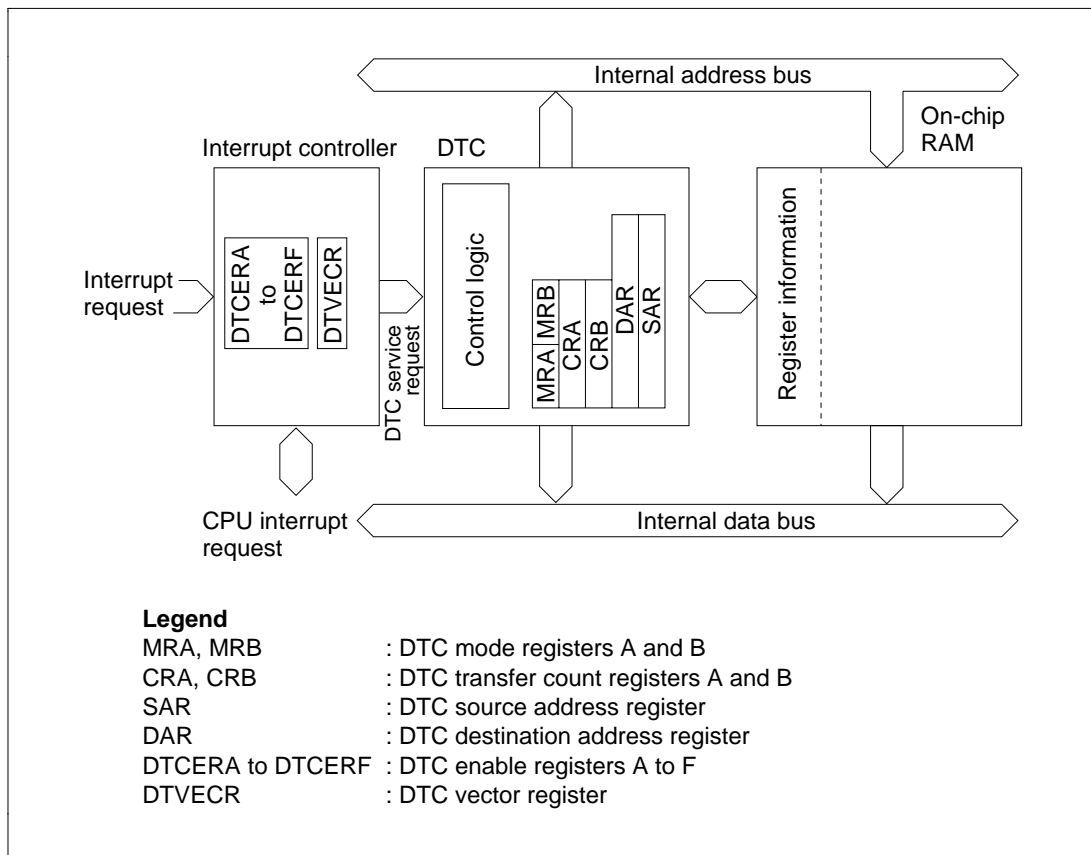 Internal address bus
On-chip
RAM
Interrupt controller
DTC
Interrupt
request
DTCERA
to
DTCERF
DTVECR
DTC service
request
Control logic
MRA
MRB
CRA
CRB
DAR
SAR
Register information
CPU interrupt
request
Internal data bus
Legend
MRA, MRB : DTC mode registers A and B
CRA, CRB : DTC transfer count registers A and B
SAR : DTC source address register
DAR : DTC destination address register
DTCERA to DTCERF : DTC enable registers A to F
DTVECR : DTC vector register